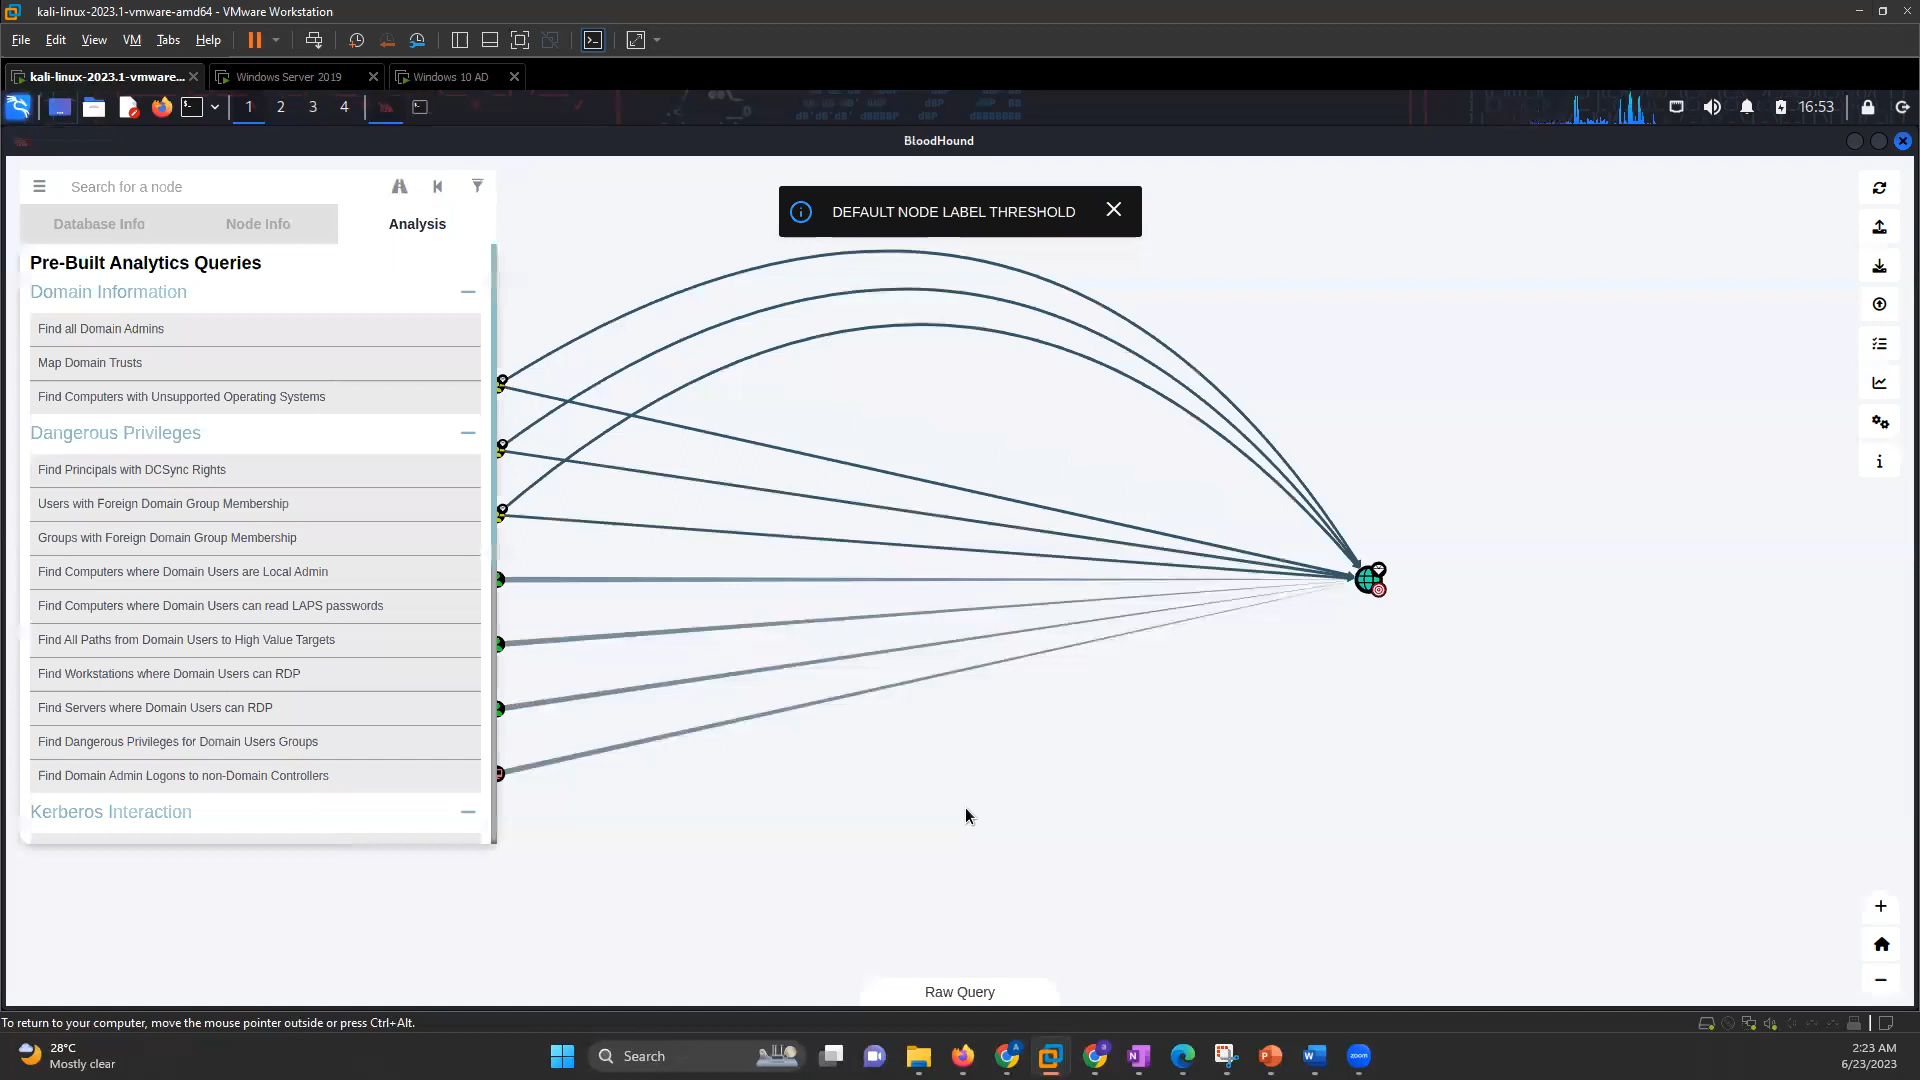 kali-linux-2023.1-vmware-amd64 - VMware Workstation
File Edit View VM Tabs Help
kali-linux-2023.1-vmware... Windows Server 2019 Windows 10 AD
1 2 3 4 16:53
BloodHound
Search for a node
DEFAULT NODE LABEL THRESHOLD
Database Info Node Info Analysis
Pre-Built Analytics Queries
Domain Information
Find all Domain Admins
Map Domain Trusts
Find Computers with Unsupported Operating Systems
Dangerous Privileges
Find Principals with DCSync Rights
Users with Foreign Domain Group Membership
Groups with Foreign Domain Group Membership
Find Computers where Domain Users are Local Admin
Find Computers where Domain Users can read LAPS passwords
Find All Paths from Domain Users to High Value Targets
Find Workstations where Domain Users can RDP
Find Servers where Domain Users can RDP
Find Dangerous Privileges for Domain Users Groups
Find Domain Admin Logons to non-Domain Controllers
Kerberos Interaction
Raw Query
To return to your computer, move the mouse pointer outside or press Ctrl+Alt.
28°C
Mostly clear
Search
zoom
2:23 AM
6/23/2023